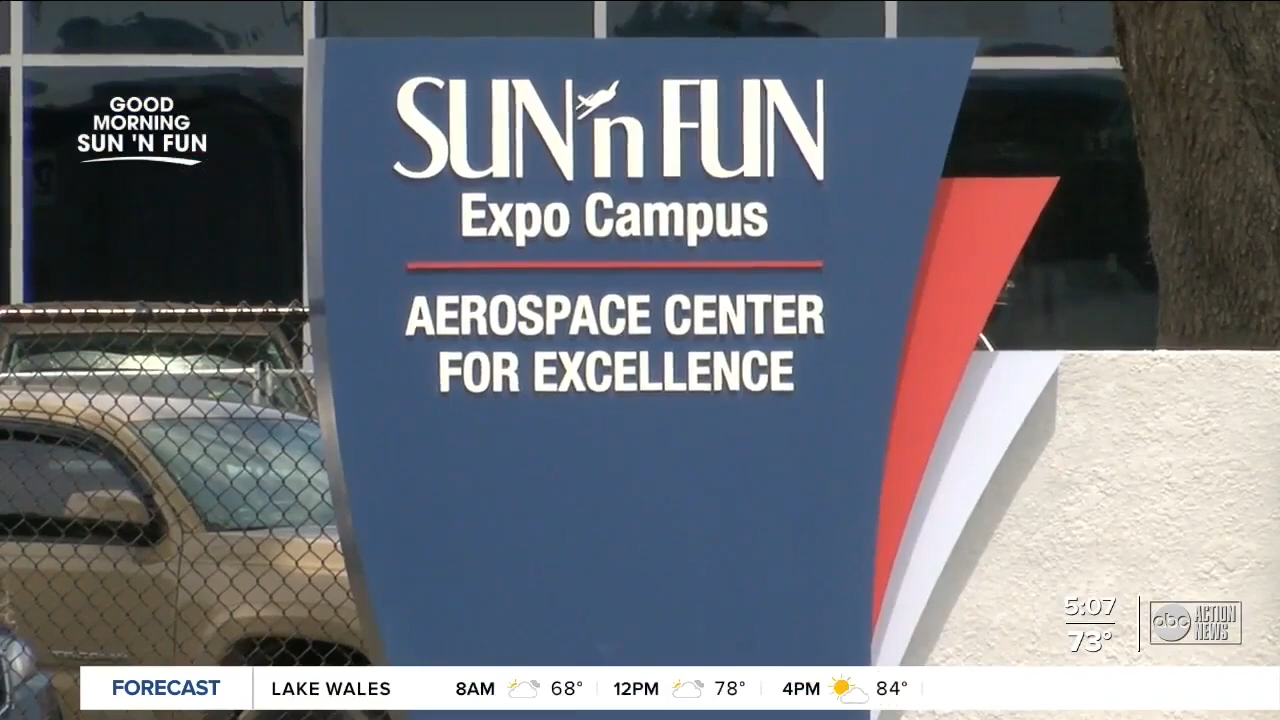 GOOD
MORNING
SUN 'N FUN
SUN 'n FUN
Expo Campus
AEROSPACE CENTER
FOR EXCELLENCE
5:07
73°
abc ACTION
NEWS
FORECAST LAKE WALES 8AM 68° 12PM 78° 4PM 84°